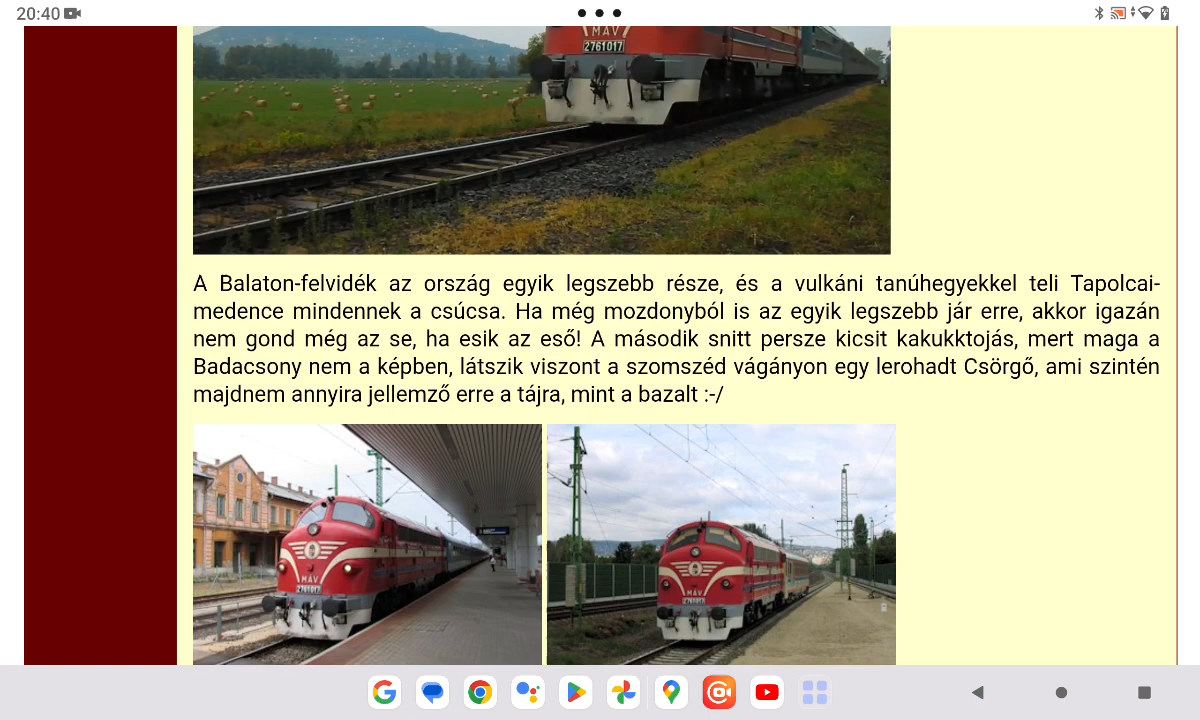 20:40
MÁV
2761017
A Balaton-felvidék az ország egyik legszebb része, és a vulkáni tanúhegyekkel teli Tapolcai-
medence mindennek a csúcsa. Ha még mozdonyból is az egyik legszebb jár erre, akkor igazán
nem gond még az se, ha esik az eső! A második snitt persze kicsit kakukktojás, mert maga a
Badacsony nem a képben, látszik viszont a szomszéd vágányon egy lerohadt Csörgő, ami szintén
majdnem annyira jellemző erre a tájra, mint a bazalt :-/
MÁV
2761017
MÁV
2761017